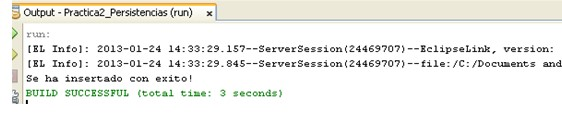 Output - Practica2_Persistencias (run)
run:
[EL Info]: 2013-01-24 14:33:29.157--ServerSession(24469707)--EclipseLink, version:
[EL Info]: 2013-01-24 14:33:29.845--ServerSession(24469707)--file:/C:/Documents and
Se ha insertado con exito!
BUILD SUCCESSFUL (total time: 3 seconds)